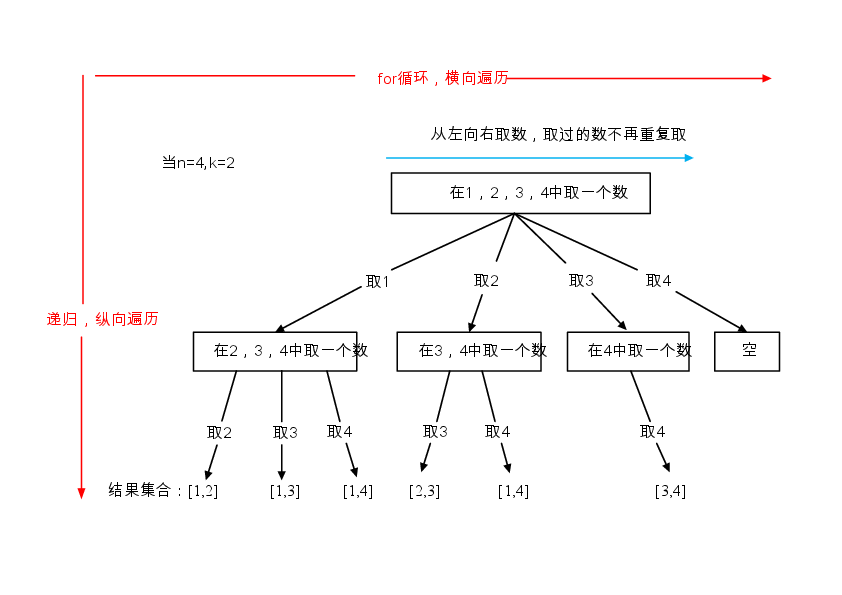 for循环，横向遍历
从左向右取数，取过的数不再重复取
当n=4,k=2
在1，2，3，4中取一个数
取1
取2
取3
取4
递归，纵向遍历
在2，3，4中取一个数
在3，4中取一个数
在4中取一个数
空
取2
取3
取4
取3
取4
取4
结果集合：[1,2]
[1,3]
[1,4]
[2,3]
[1,4]
[3,4]